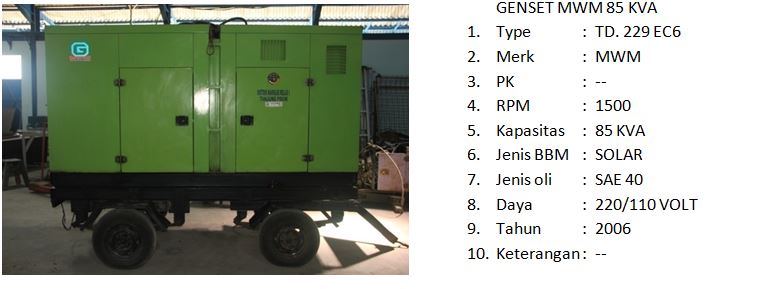 G
GENSET MWM 85 KVA
1. Type : TD. 229 EC6
2. Merk : MWM
3. PK : --
4. RPM : 1500
5. Kapasitas : 85 KVA
6. Jenis BBM : SOLAR
7. Jenis oli : SAE 40
8. Daya : 220/110 VOLT
9. Tahun : 2006
10. Keterangan : --